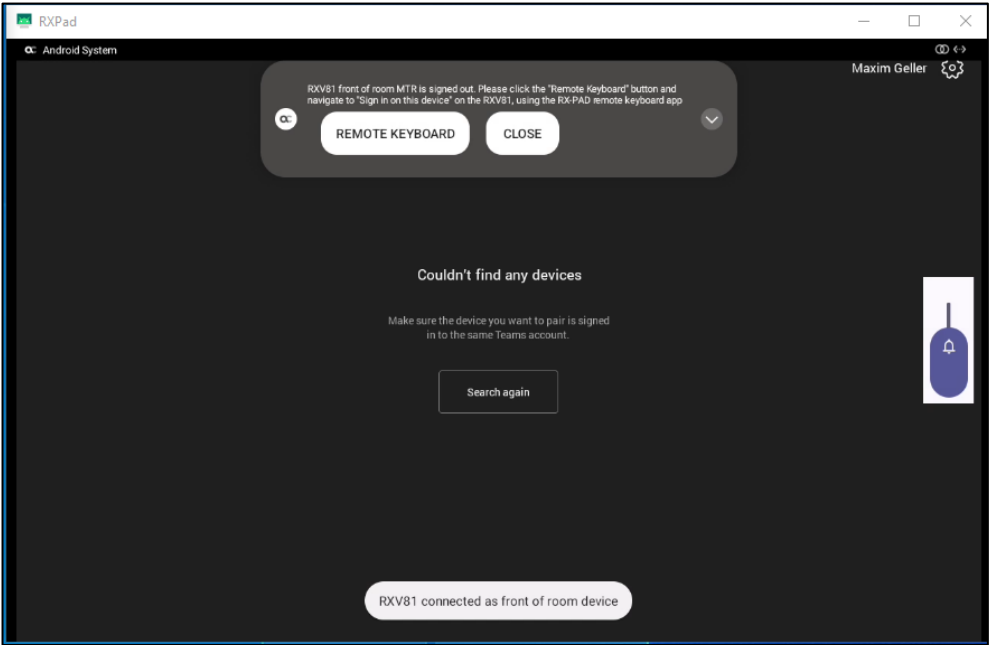 RXPad
Android System
Maxim Geller
RXV81 front of room MTR is signed out. Please click the "Remote Keyboard" button and
navigate to "Sign in on this device" on the RXV81, using the RX-PAD remote keyboard app
REMOTE KEYBOARD
CLOSE
Couldn't find any devices
Make sure the device you want to pair is signed
in to the same Teams account.
Search again
RXV81 connected as front of room device